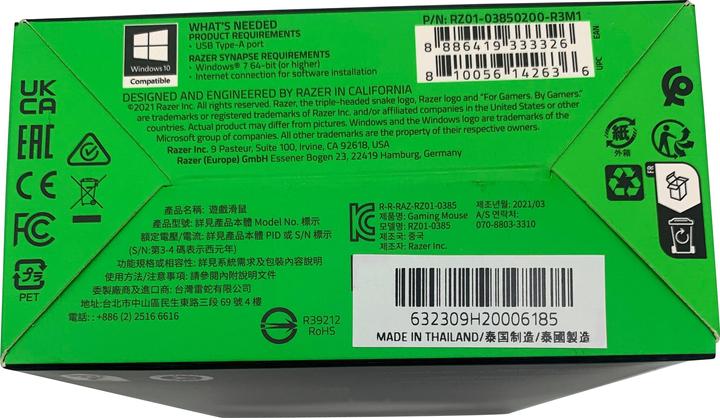 WHAT'S NEEDED
PRODUCT REQUIREMENTS
• USB Type-A port
RAZER SYNAPSE REQUIREMENTS
• Windows® 7 64-bit (or higher)
• Internet connection for software installation
Windows 10
Compatible
P/N: RZ01-03850200-R3M1
8 886419 333326
EAN
8 10056 14263 6
UPC
DESIGNED AND ENGINEERED BY RAZER IN CALIFORNIA
©2021 Razer Inc. All rights reserved. Razer, the triple-headed snake logo, Razer logo and "For Gamers. By Gamers."
are trademarks or registered trademarks of Razer Inc. and/or affiliated companies in the United States or other
countries. Actual product may differ from pictures. Windows and the Windows logo are trademarks of the
Microsoft group of companies. All other trademarks are the property of their respective owners.
Razer Inc. 9 Pasteur, Suite 100, Irvine, CA 92618, USA
Razer (Europe) GmbH Essener Bogen 23, 22419 Hamburg, Germany
UK
CA
EAC
CE
FC
PET
紙
外箱
FR
產品名稱: 遊戲滑鼠
產品型號: 詳見產品本體 Model No. 標示
額定電壓/電流: 詳見產品本體 PID 或 S/N 標示
(S/N:第3-4 碼表示西元年)
功能規格或相容性: 詳見系統需求及包裝內容說明
使用方法/注意事項: 請參閱內附說明文件
委製廠商及進口商: 台灣雷蛇有限公司
地址: 台北市中山區民生東路三段 69 號 4 樓
電話: : +886 (2) 2516 6616
R39212
RoHS
R-R-RAZ-RZ01-0385
제품명: Gaming Mouse
모델명: RZ01-0385
제조국: 중국
제조자: Razer Inc.
제조년월: 2021/03
A/S 연락처:
070-8803-3310
632309H20006185
MADE IN THAILAND/泰国制造/泰國製造